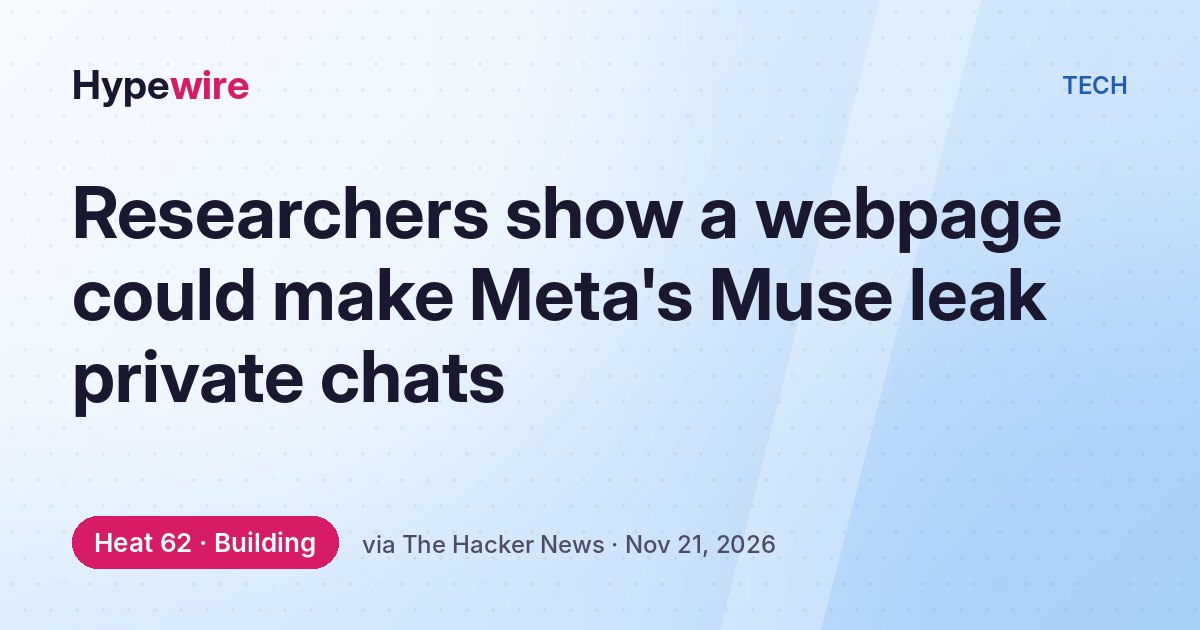 Hypewire
TECH
Researchers show a webpage
could make Meta's Muse leak
private chats
Heat 62 · Building
via The Hacker News · Nov 21, 2026